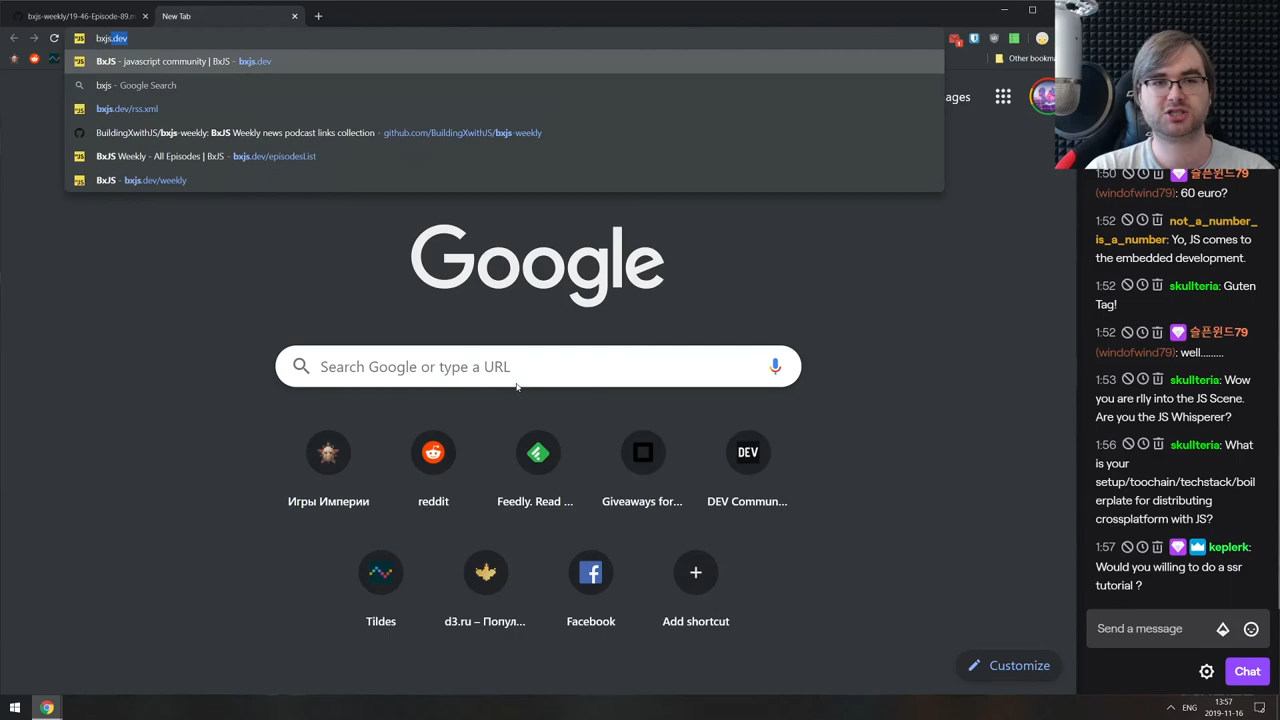 bxjs-weekly/19-46-Episode-89.m
New Tab
bxjs.dev
BxJS - javascript community | BxJS - bxjs.dev
bxjs - Google Search
bxjs.dev/rss.xml
BuildingXwithJS/bxjs-weekly: BxJS Weekly news podcast links collection - github.com/BuildingXwithJS/bxjs-weekly
BxJS Weekly - All Episodes | BxJS - bxjs.dev/episodesList
BxJS - bxjs.dev/weekly
Other bookma
ages
Google
Search Google or type a URL
Игры Империи
reddit
Feedly. Read ...
Giveaways for...
DEV
DEV Commun...
Tildes
d3.ru – Попул...
Facebook
Add shortcut
Customize
1:50 슬픈윈드79
(windofwind79): 60 euro?
1:52 not_a_number_
is_a_number: Yo, JS comes to
the embedded development.
1:52 skullteria: Guten
Tag!
1:52 슬픈윈드79
(windofwind79): well.........
1:53 skullteria: Wow
you are rlly into the JS Scene.
Are you the JS Whisperer?
1:56 skullteria: What
is your
setup/toochain/techstack/boil
erplate for distributing
crossplatform with JS?
1:57 keplerk:
Would you willing to do a ssr
tutorial ?
Send a message
Chat
ENG
13:57
2019-11-16